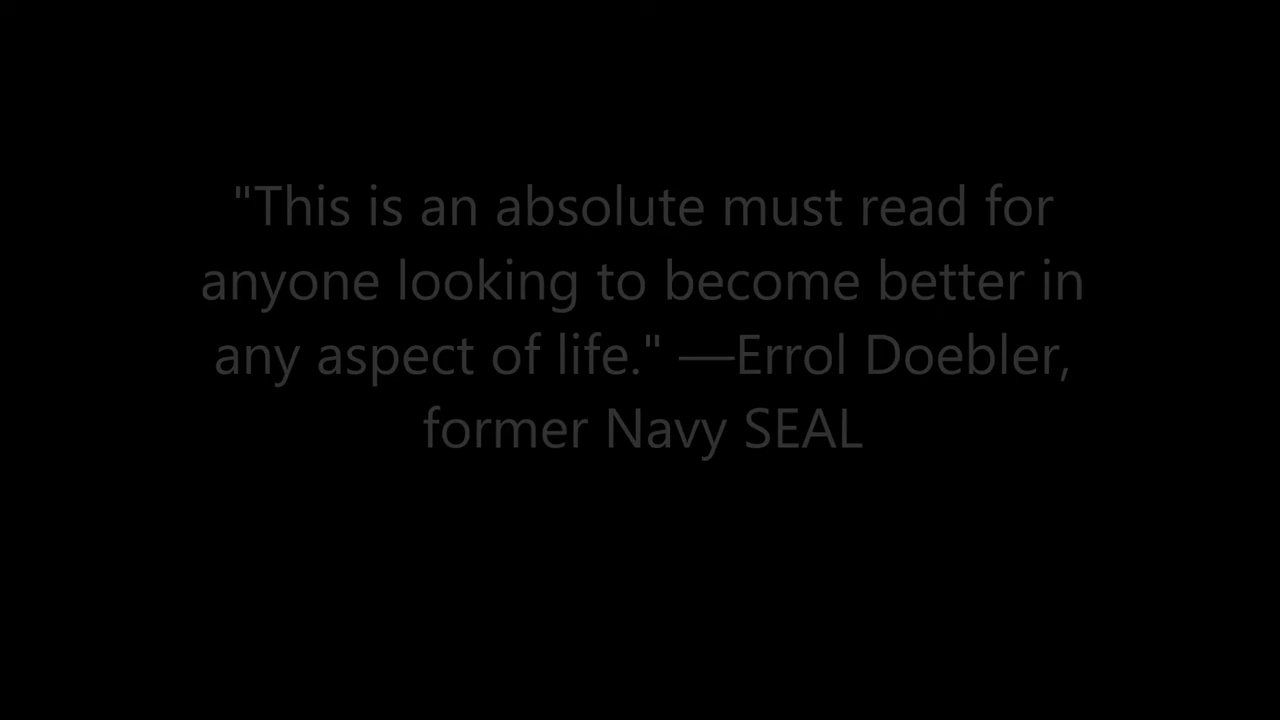 "This is an absolute must read for
anyone looking to become better in
any aspect of life." —Errol Doebler,
former Navy SEAL